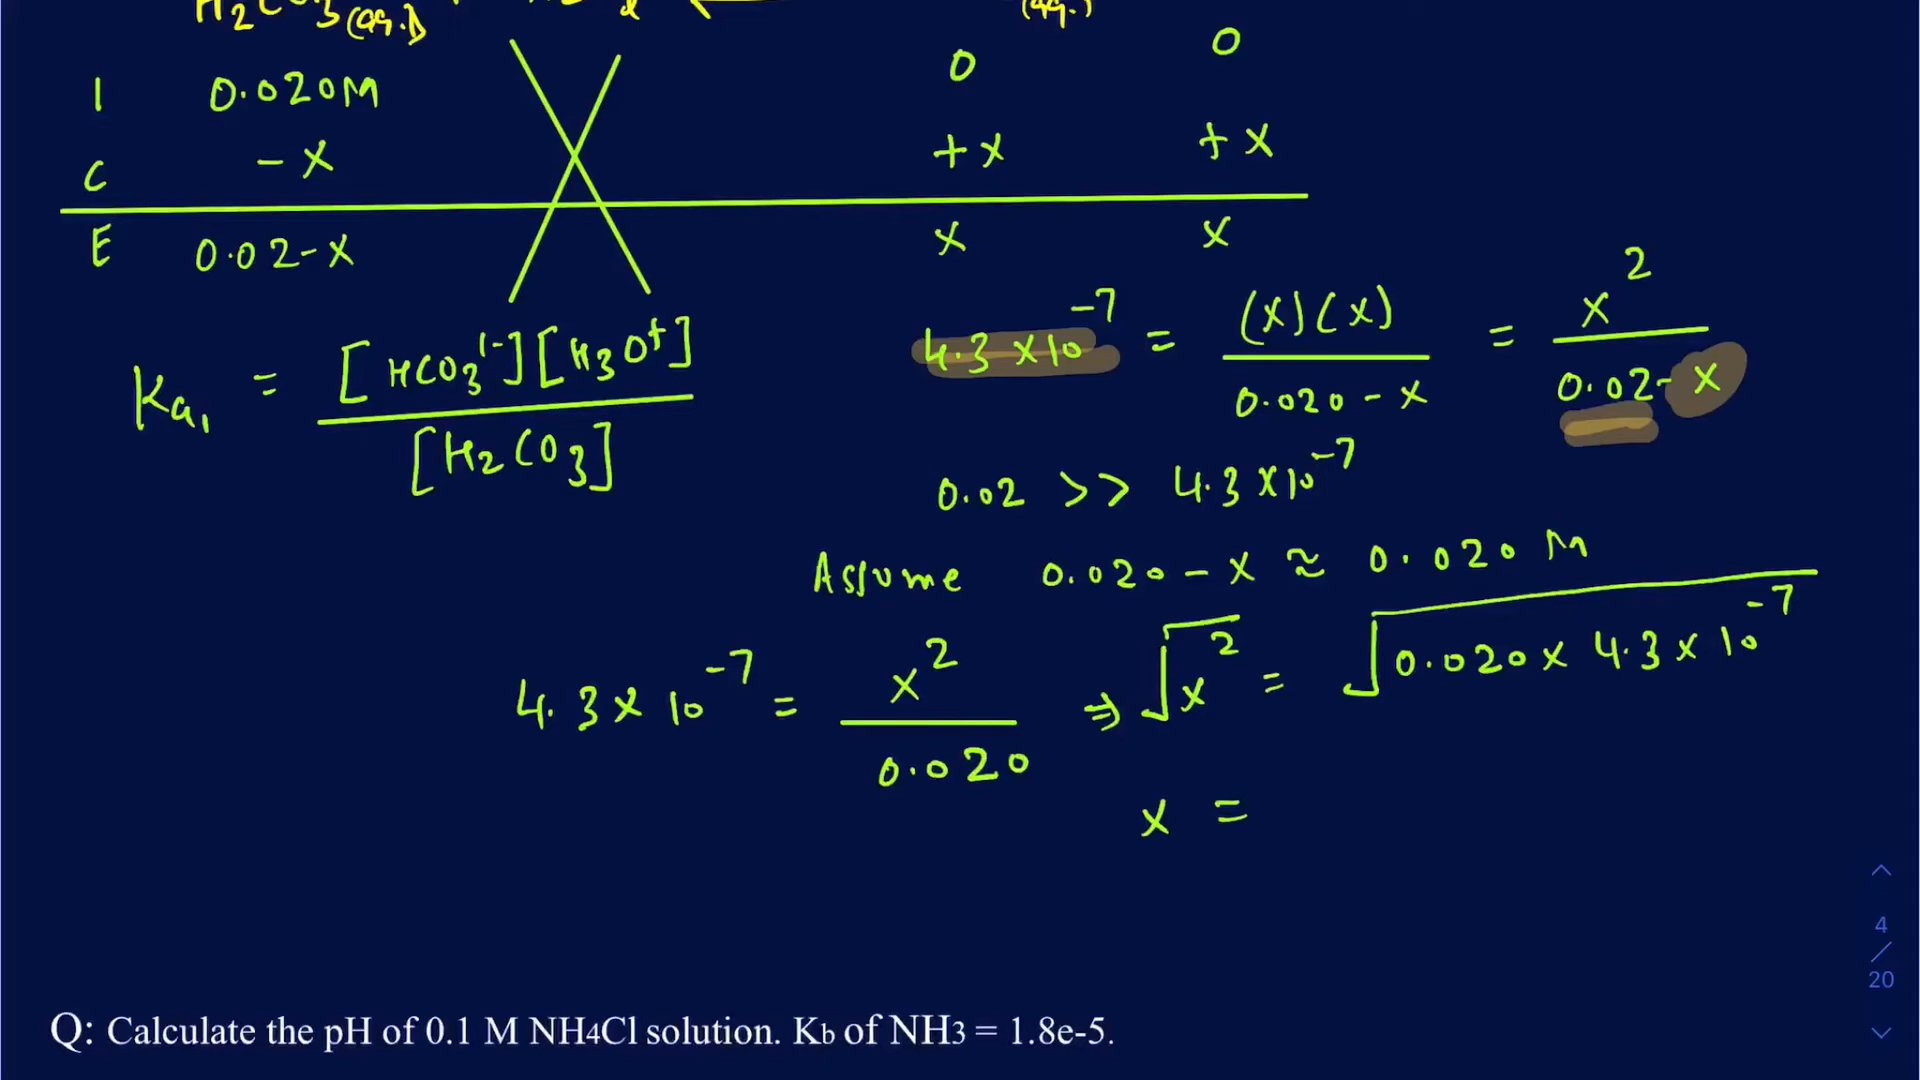 H₂CO₃(aq.) (aq.)
0 0
I 0.020M
C -x +x +x
E 0.02-x x x
Ka₁ = [HCO₃¹⁻][H₃O⁺] / [H₂CO₃]
4.3 x 10⁻⁷ = (x)(x) / 0.020 - x = x² / 0.02 - x
0.02 >> 4.3 x 10⁻⁷
Assume 0.020 - x ≈ 0.020 M
4.3 x 10⁻⁷ = x² / 0.020 ⇒ √x² = √0.020 x 4.3 x 10⁻⁷
x =
4
/
20
Q: Calculate the pH of 0.1 M NH4Cl solution. Kb of NH3 = 1.8e-5.